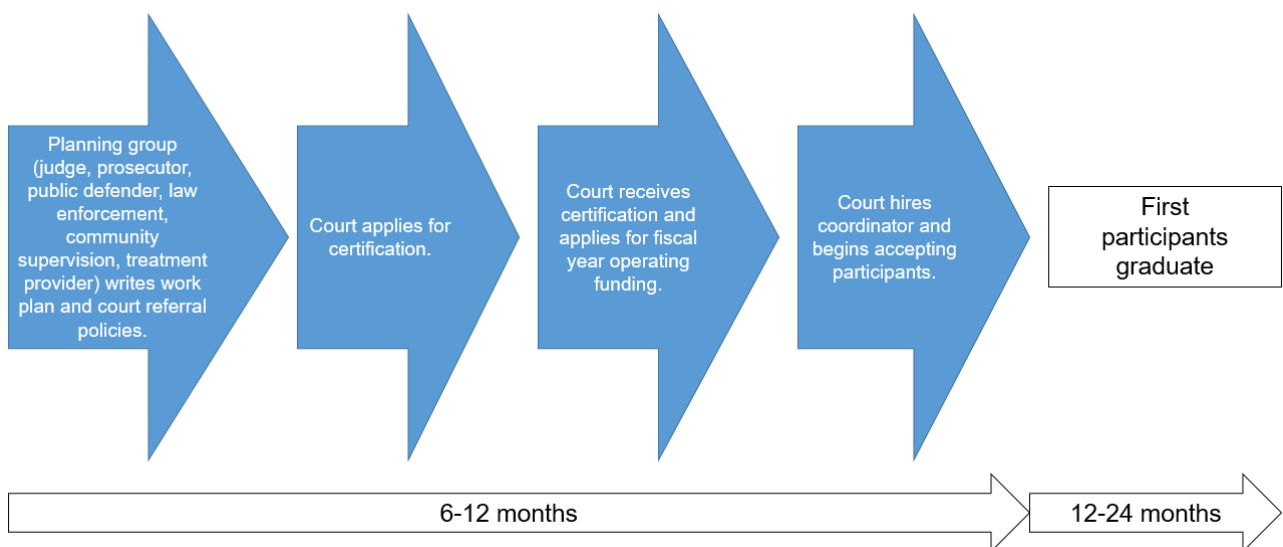 Planning group
(judge, prosecutor,
public defender, law
enforcement,
community
supervision, treatment
provider) writes work
plan and court referral
policies.
Court applies for
certification.
Court receives
certification and
applies for fiscal
year operating
funding.
Court hires
coordinator and
begins accepting
participants.
First
participants
graduate
6-12 months
12-24 months